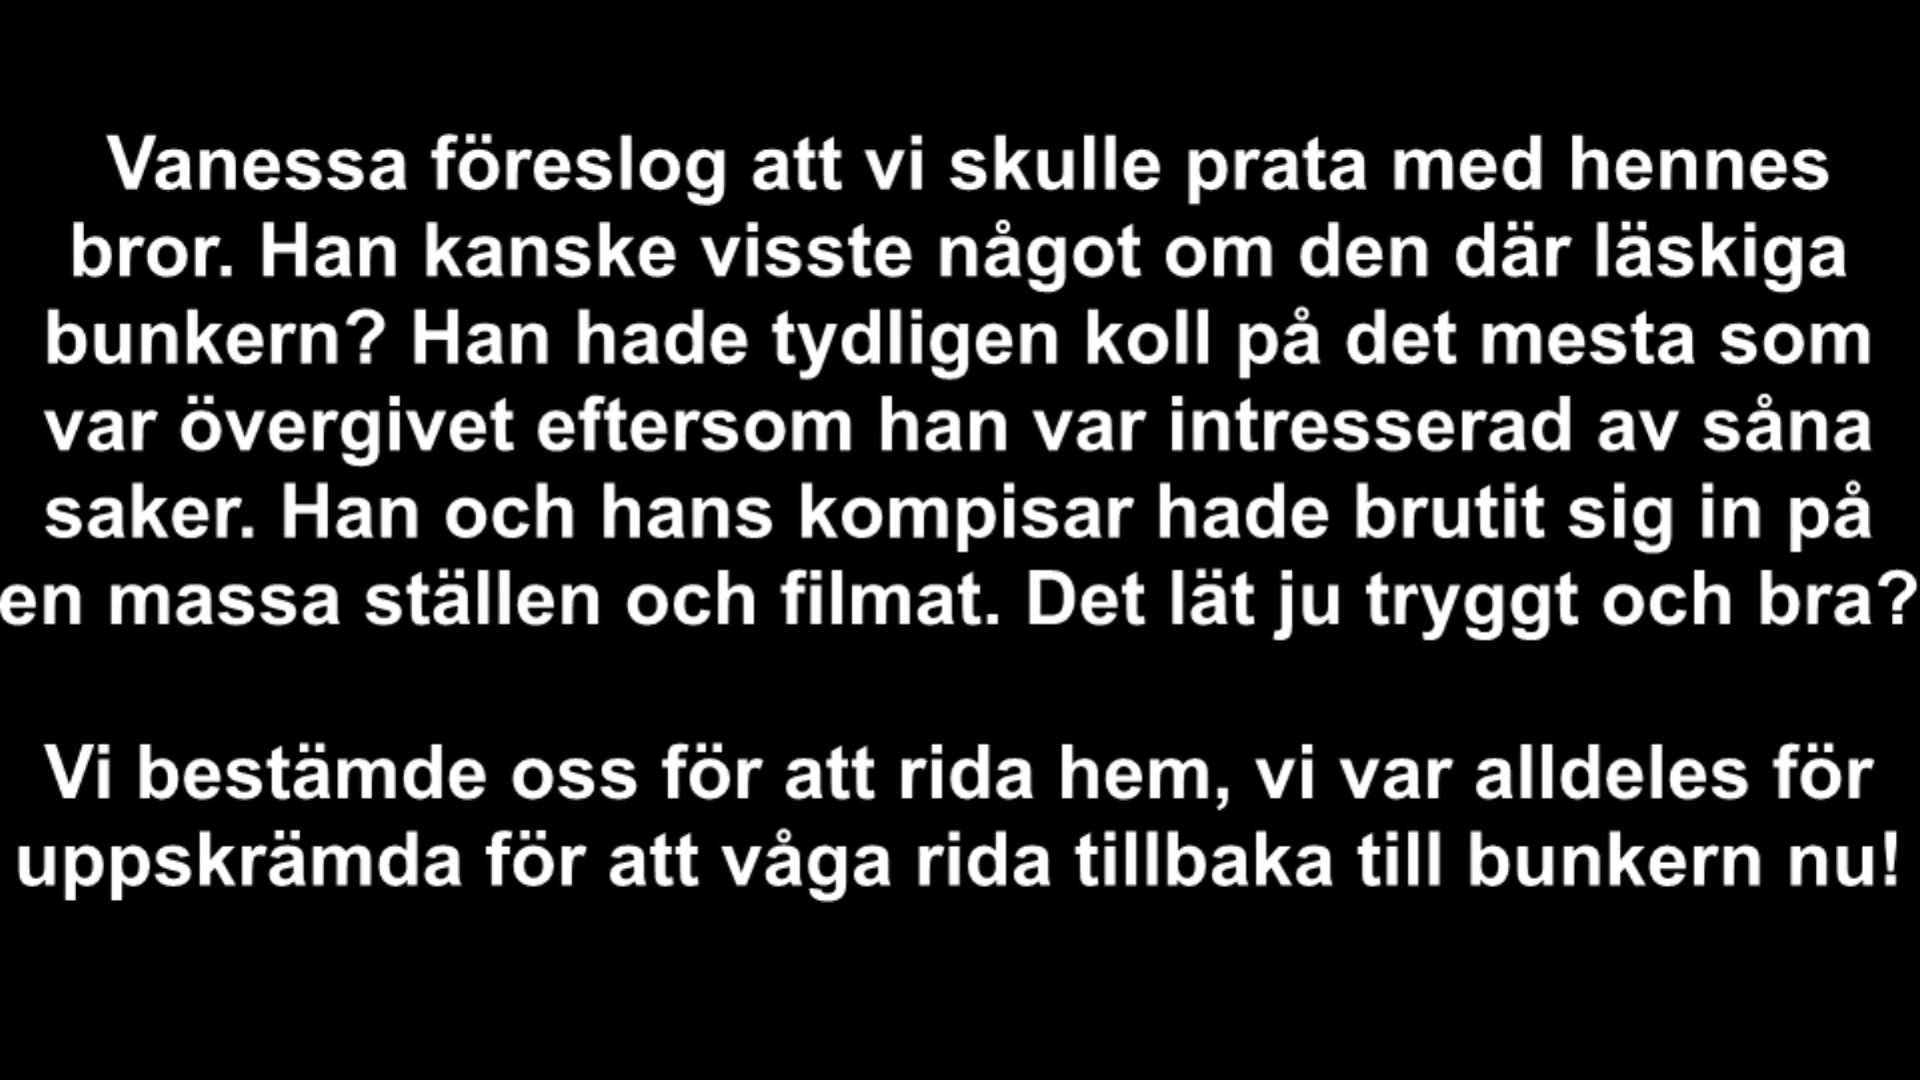 Vanessa föreslog att vi skulle prata med hennes
bror. Han kanske visste något om den där läskiga
bunkern? Han hade tydligen koll på det mesta som
var övergivet eftersom han var intresserad av såna
saker. Han och hans kompisar hade brutit sig in på
en massa ställen och filmat. Det lät ju tryggt och bra?
Vi bestämde oss för att rida hem, vi var alldeles för
uppskrämda för att våga rida tillbaka till bunkern nu!